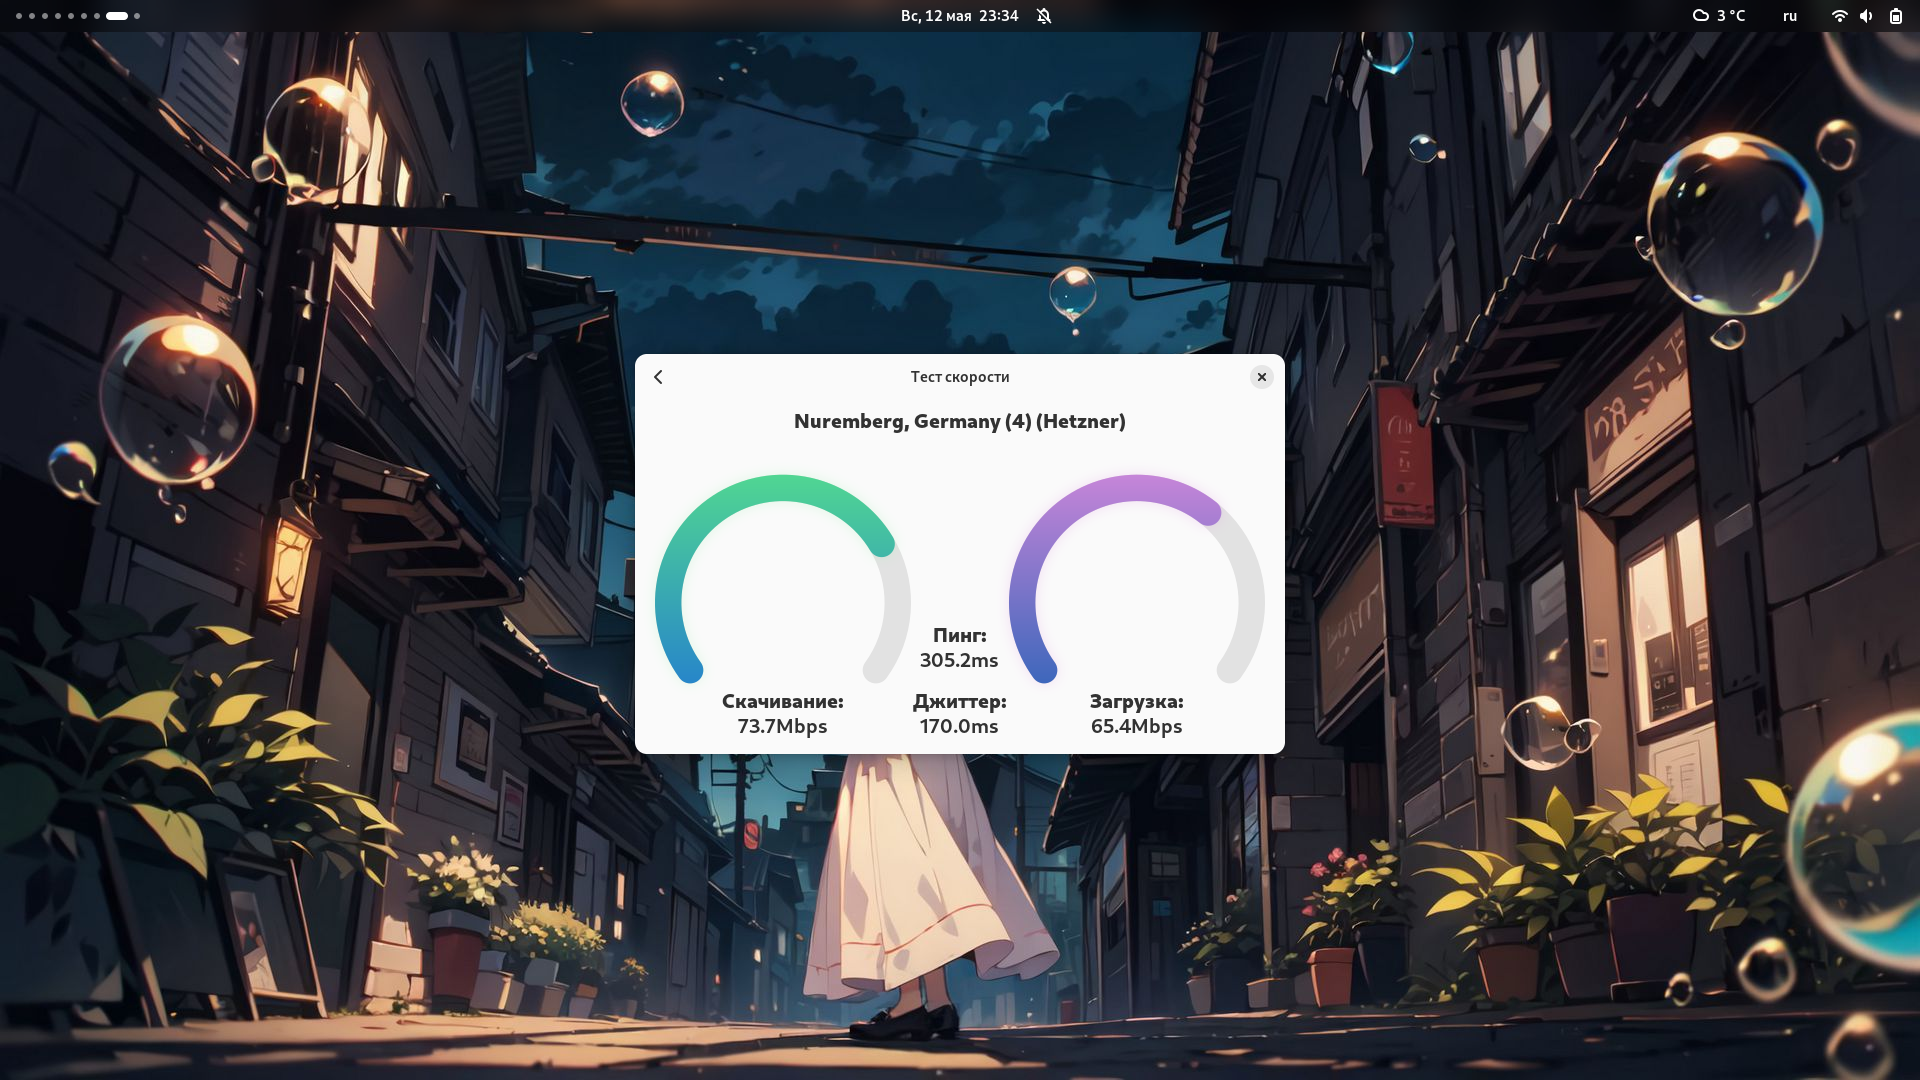 Вс, 12 мая 23:34
3 °C
ru
Тест скорости
Nuremberg, Germany (4) (Hetzner)
Пинг:
305.2ms
Скачивание:
73.7Mbps
Джиттер:
170.0ms
Загрузка:
65.4Mbps